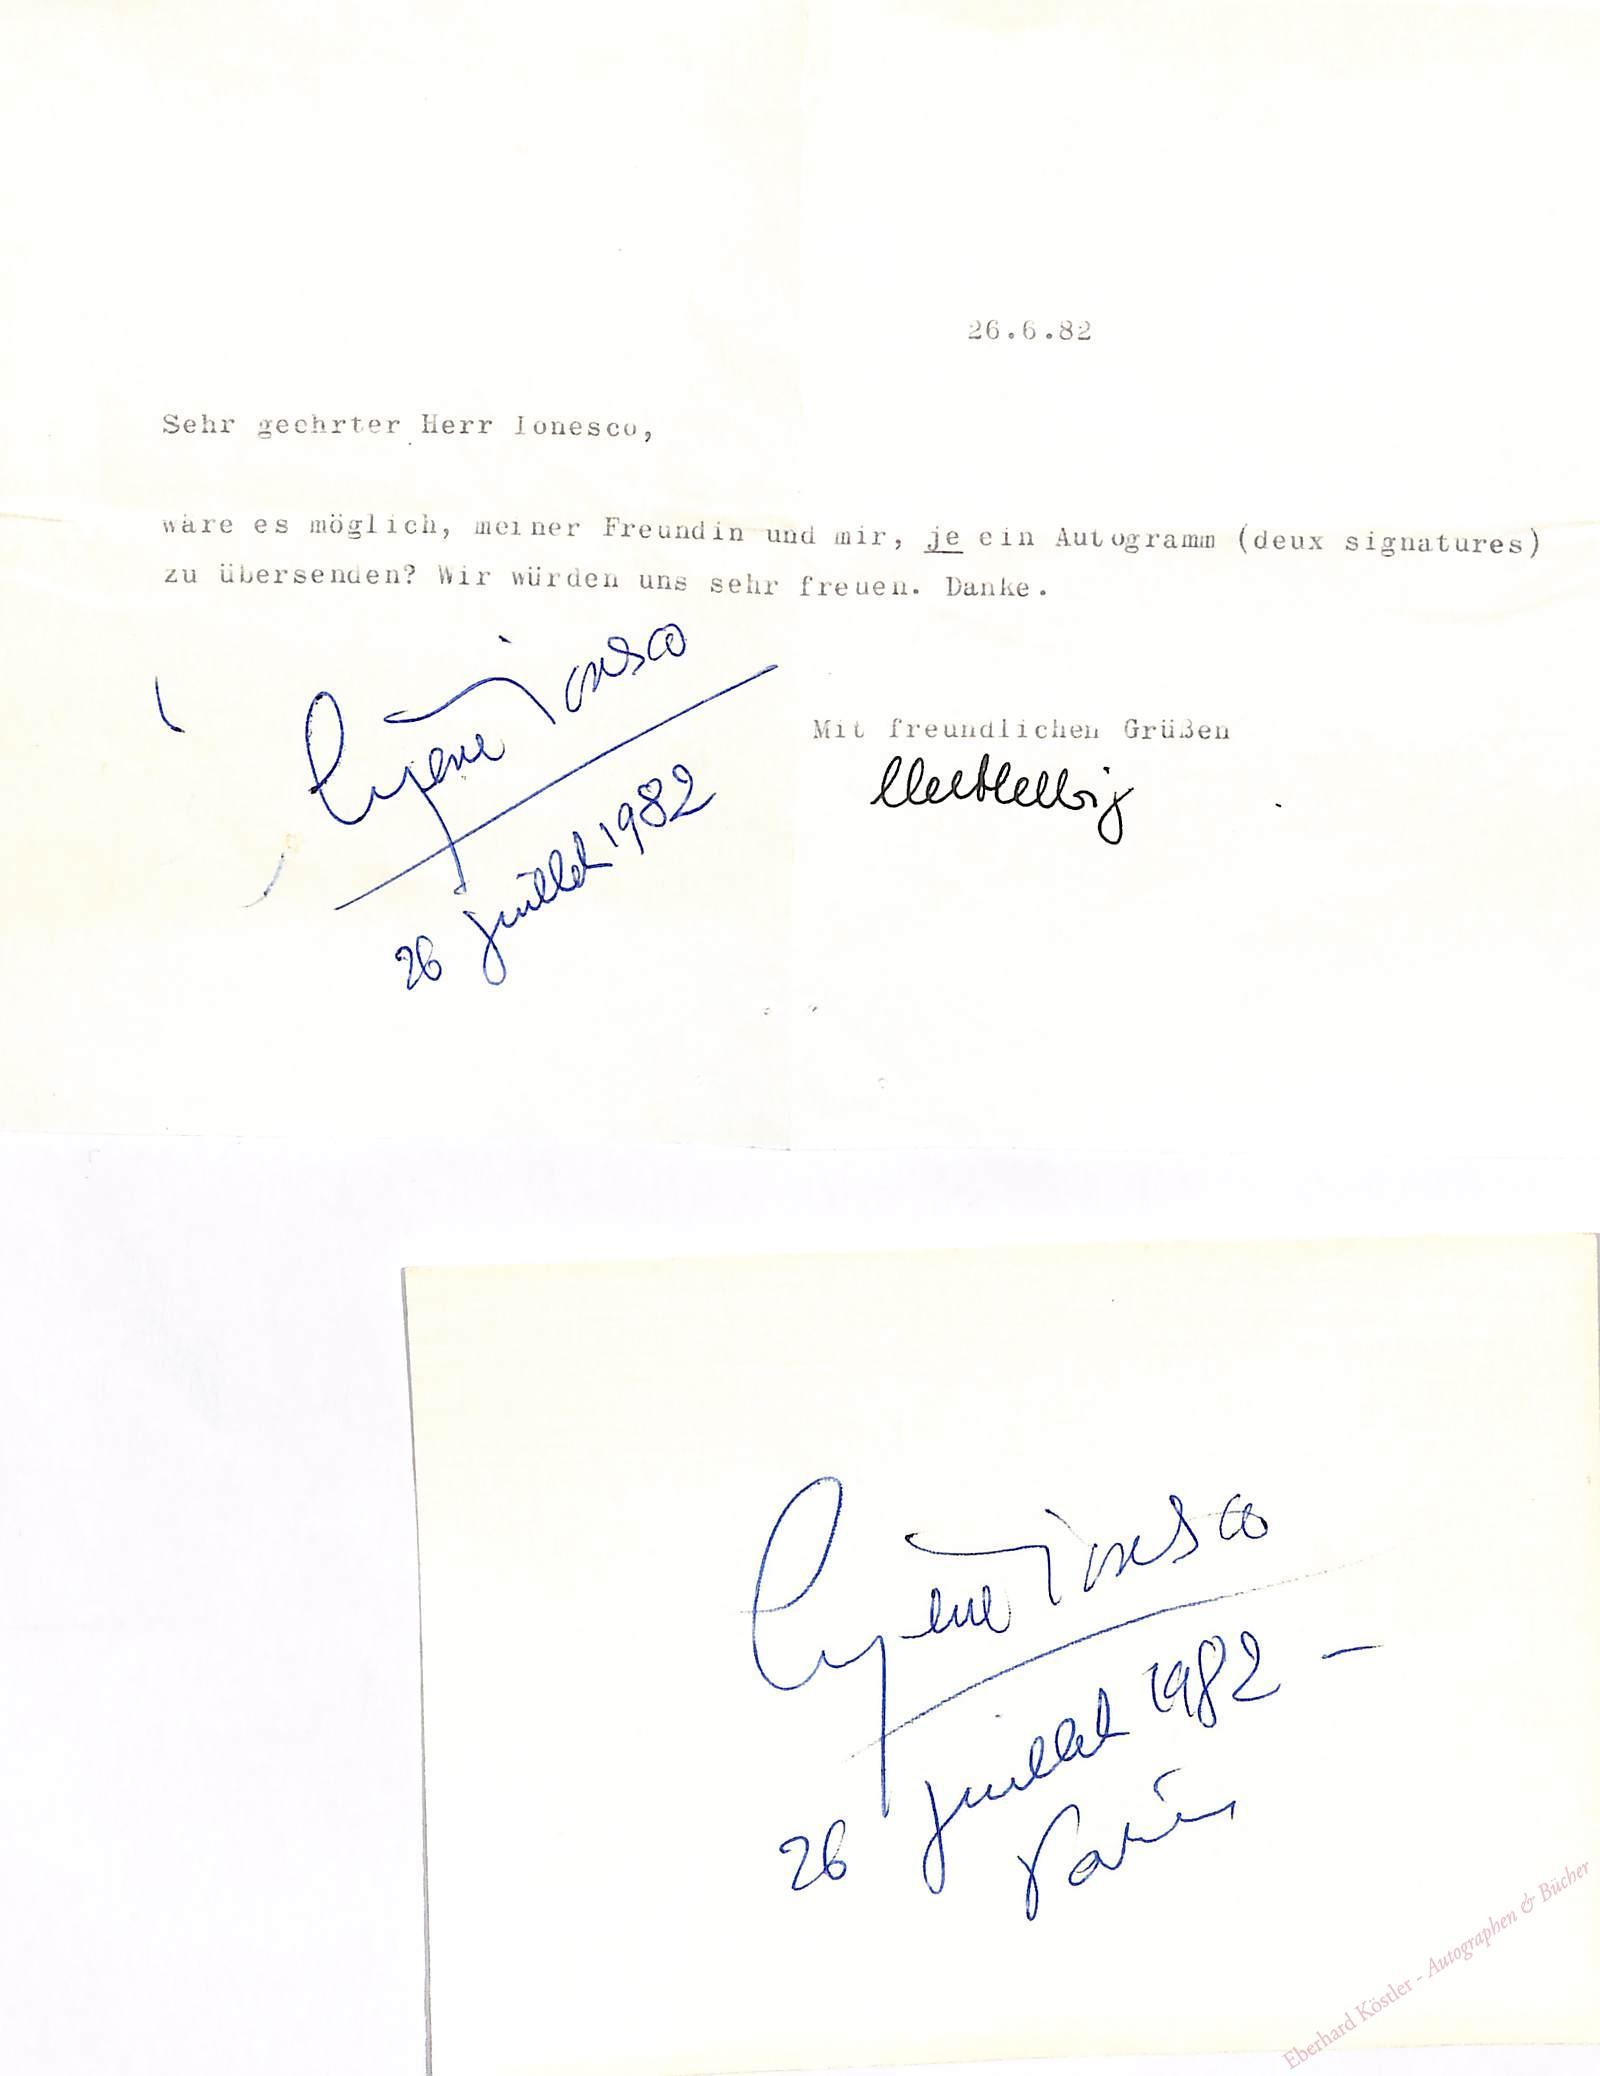 26.6.82
Sehr geehrter Herr Ionesco,
wäre es möglich, meiner Freundin und mir, je ein Autogramm (deux signatures)
zu übersenden? Wir würden uns sehr freuen. Danke.
Eugène Ionesco
Mit freundlichen Grüßen
26 juillet 1982
Eugène Ionesco
26 juillet 1982 –
Paris
Eberhard Köstler - Autographen & Bücher